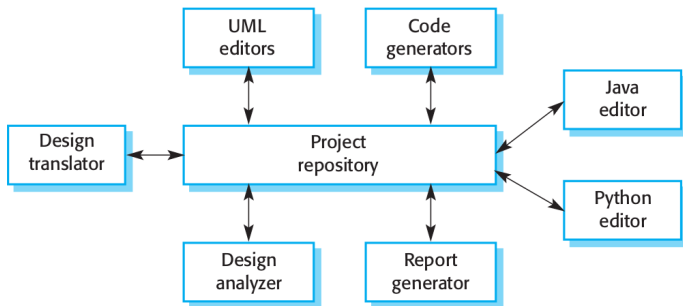 UML
editors
Code
generators
Java
editor
Design
translator
Project
repository
Python
editor
Design
analyzer
Report
generator